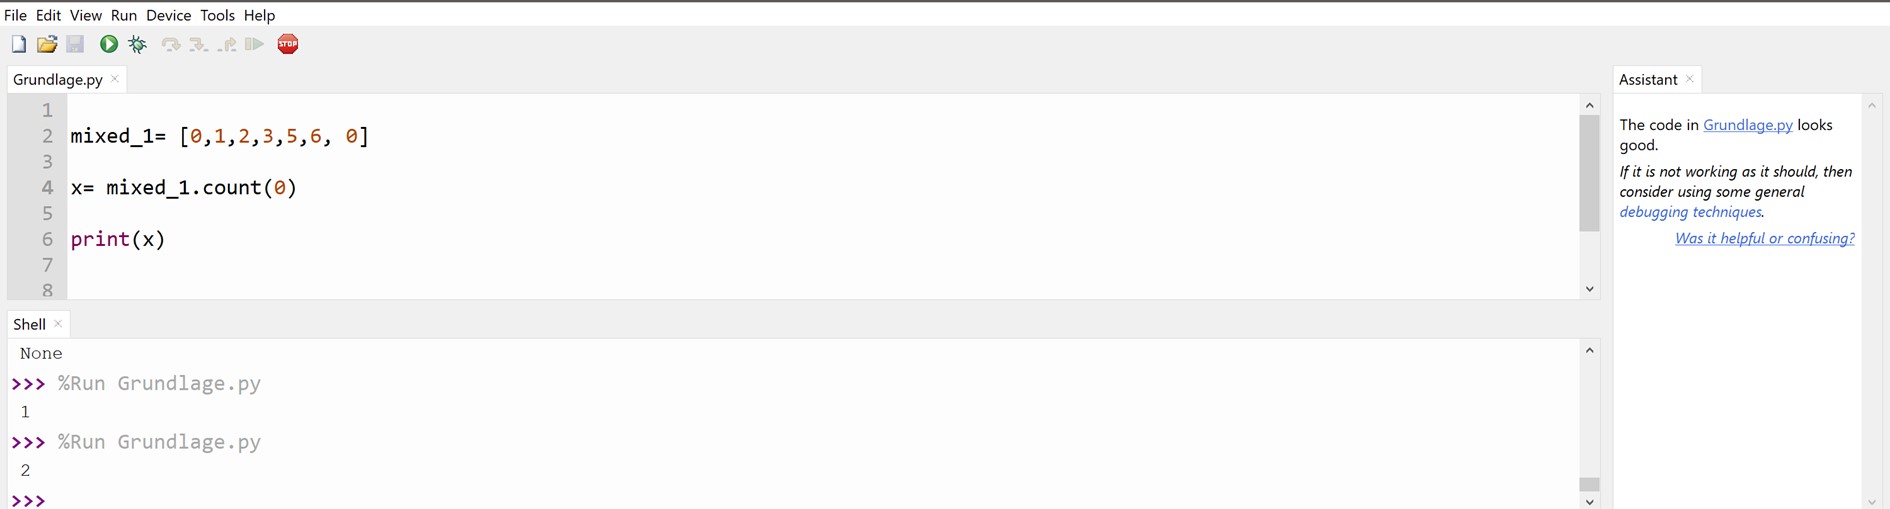 File Edit View Run Device Tools Help
STOP
Grundlage.py ×
1
2 mixed_1= [0,1,2,3,5,6, 0]
3
4 x= mixed_1.count(0)
5
6 print(x)
7
8
Shell ×
None
>>> %Run Grundlage.py
1
>>> %Run Grundlage.py
2
>>>
Assistant ×
The code in Grundlage.py looks
good.
If it is not working as it should, then
consider using some general
debugging techniques.
Was it helpful or confusing?